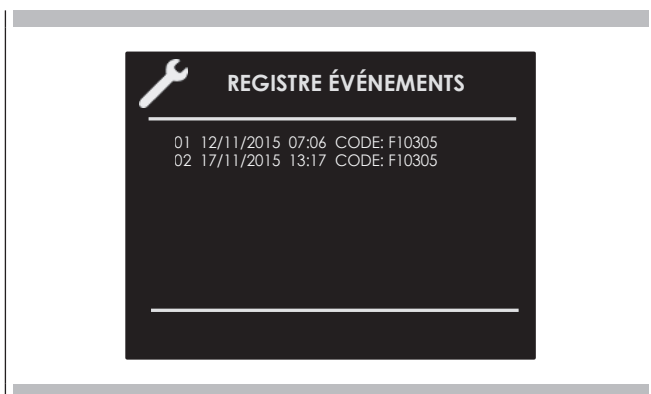 REGISTRE ÉVÉNEMENTS
01 12/11/2015 07:06 CODE: F10305
02 17/11/2015 13:17 CODE: F10305